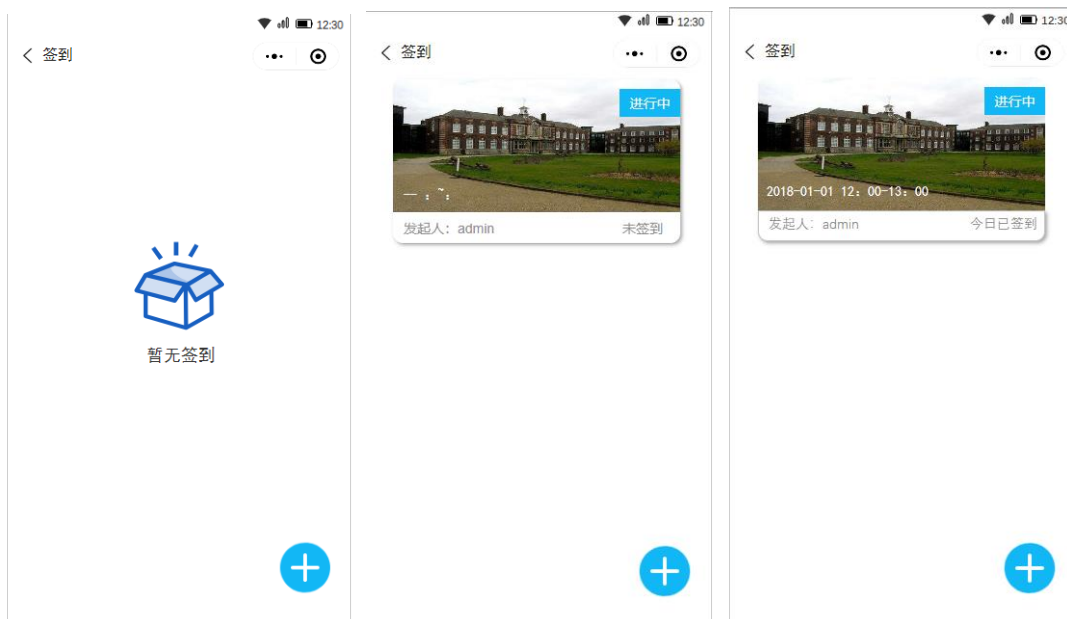 12:30
签到
暂无签到
12:30
签到
进行中
— :~:
发起人: admin
未签到
12:30
签到
进行中
2018-01-01 12: 00-13: 00
发起人: admin
今日已签到